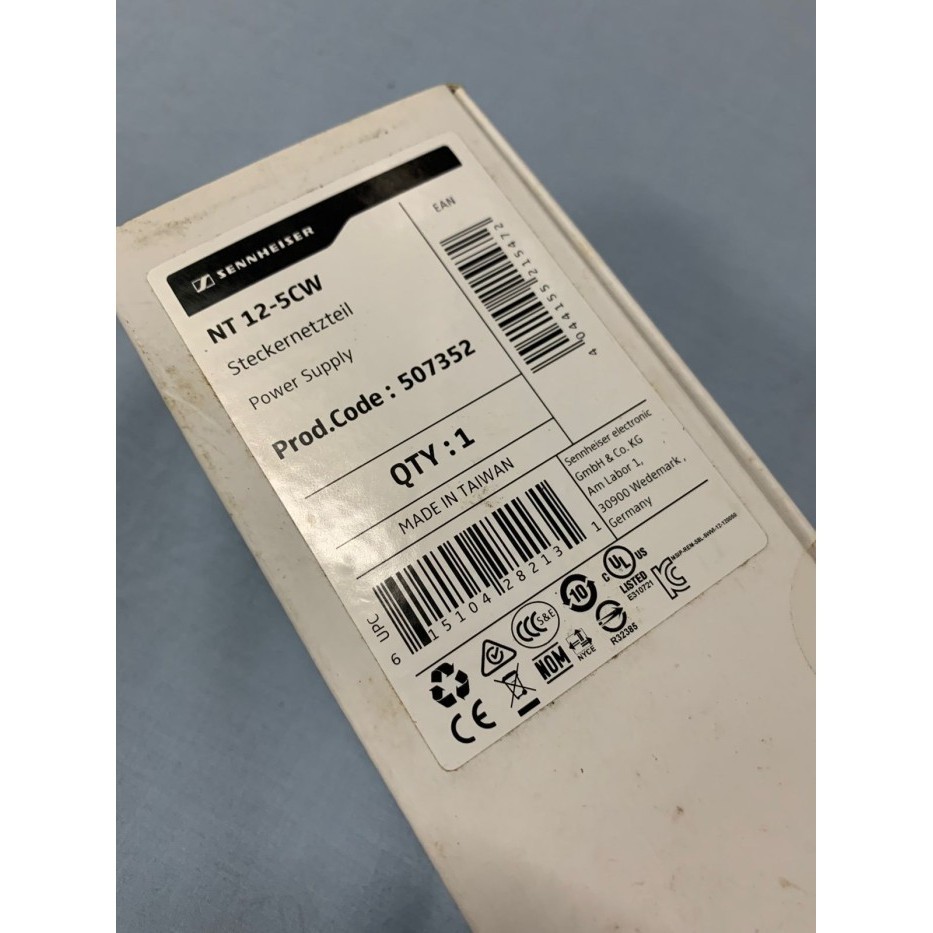 SENNHEISER
NT 12-5CW
Steckernetzteil
Power Supply
Prod.Code : 507352
EAN
4 044155 215472
QTY : 1
MADE IN TAIWAN
Sennheiser electronic
GmbH & Co. KG
Am Labor 1,
30900 Wedemark,
Germany
UPC
6 15104 28213 1
CCC S&E
10
c UL US
LISTED
E310721
NOM
NYCE
R32385
CE